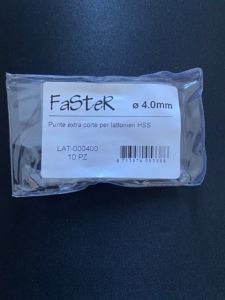 FaSteR ø 4.0mm
Punte extra corte per lattonieri HSS
LAT-000400
10 PZ